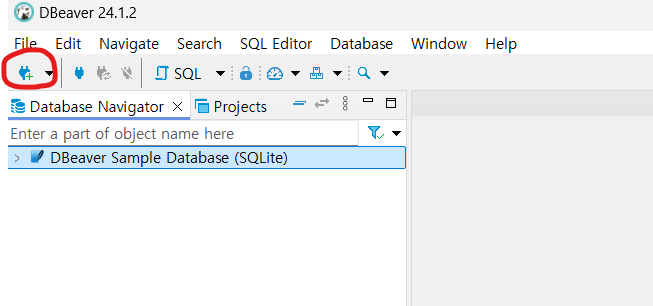 DBeaver 24.1.2
File Edit Navigate Search SQL Editor Database Window Help
SQL
Database Navigator Projects
Enter a part of object name here
DBeaver Sample Database (SQLite)